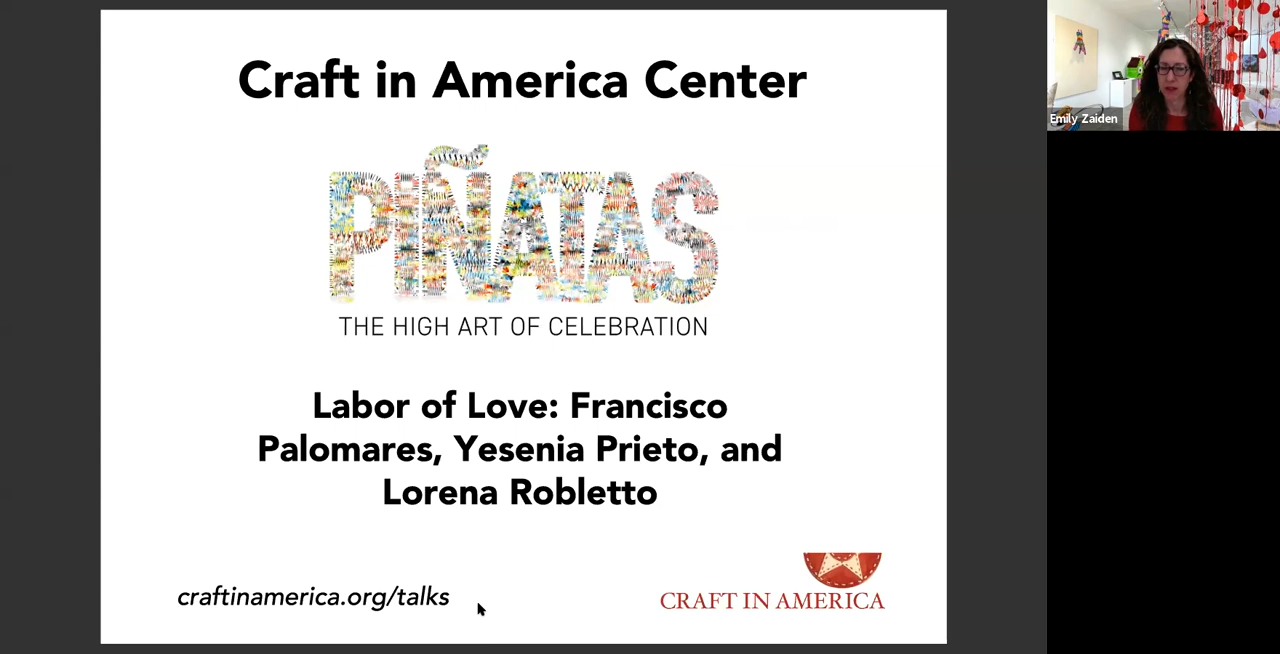 Craft in America Center
PIÑATAS
THE HIGH ART OF CELEBRATION
Labor of Love: Francisco
Palomares, Yesenia Prieto, and
Lorena Robletto
craftinamerica.org/talks
CRAFT IN AMERICA
Emily Zaiden